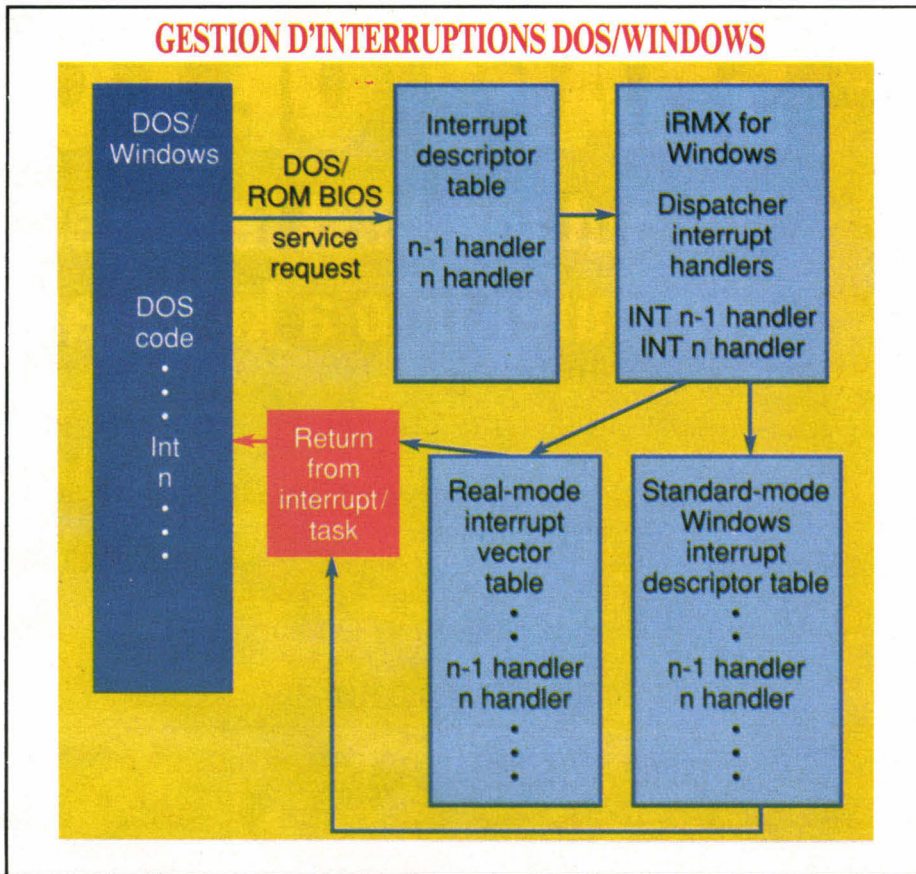 GESTION D'INTERRUPTIONS DOS/WINDOWS
DOS/
Windows
DOS
code
Int
n
DOS/
ROM BIOS
service
request
Interrupt
descriptor
table
n-1 handler
n handler
iRMX for
Windows
Dispatcher
interrupt
handlers
INT n-1 handler
INT n handler
Return
from
interrupt/
task
Real-mode
interrupt
vector
table
n-1 handler
n handler
Standard-mode
Windows
interrupt
descriptor table
n-1 handler
n handler